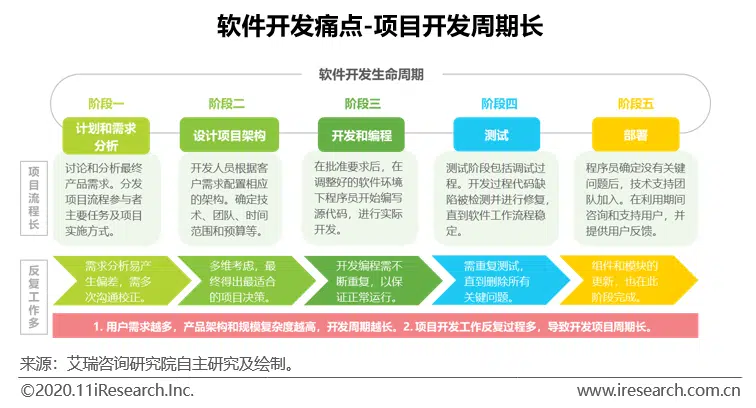 软件开发痛点-项目开发周期长
软件开发生命周期
阶段一
阶段二
阶段三
阶段四
阶段五
计划和需求
分析
设计项目架构
开发和编程
测试
部署
项目流程长
讨论和分析最终
产品需求。分发
项目流程参与者
主要任务及项目
实施方式。
开发人员根据客
户需求配置相应
的架构。确定技
术、团队、时间
范围和预算等。
在批准要求后，在
调整好的软件环境
下程序员开始编写
源代码，进行实际
开发。
测试阶段包括调试过
程。开发过程代码缺陷
被检测并进行修复，
直到软件工作流程稳
定。
程序员确定没有关键
问题后，技术支持团
队加入。在利用期间
咨询和支持用户，并
提供用户反馈。
反复工作多
需求分析易产
生偏差，需多
次沟通校正。
多维考虑，最
终得出最适合
的项目决策。
开发编程需不
断重复，以保
证正常运行。
需重复测试，
直到删除所有
关键问题。
组件和模块的
更新，也在此
阶段完成。
1. 用户需求越多，产品架构和规模复杂度越高，开发周期越长。2. 项目开发工作反复过程多，导致开发项目周期长。
来源：艾瑞咨询研究院自主研究及绘制。
©2020.11iResearch.Inc.
www.iresearch.com.cn